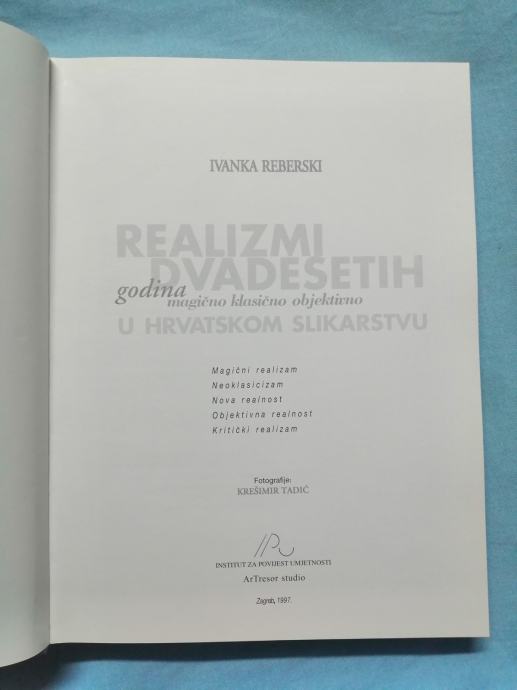 IVANKA REBERSKI
REALIZMI
DVADESETIH
godina
magično klasično objektivno
U HRVATSKOM SLIKARSTVU
Magični realizam
Neoklasicizam
Nova realnost
Objektivna realnost
Kritički realizam
Fotografije:
KREŠIMIR TADIĆ
IPU
INSTITUT ZA POVIJEST UMJETNOSTI
ArTresor studio
Zagreb, 1997.